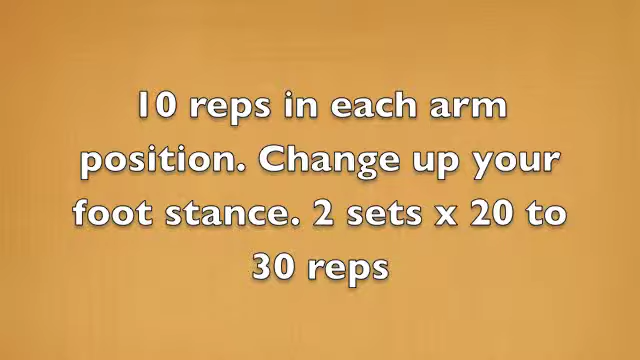 10 reps in each arm
position. Change up your
foot stance. 2 sets x 20 to
30 reps